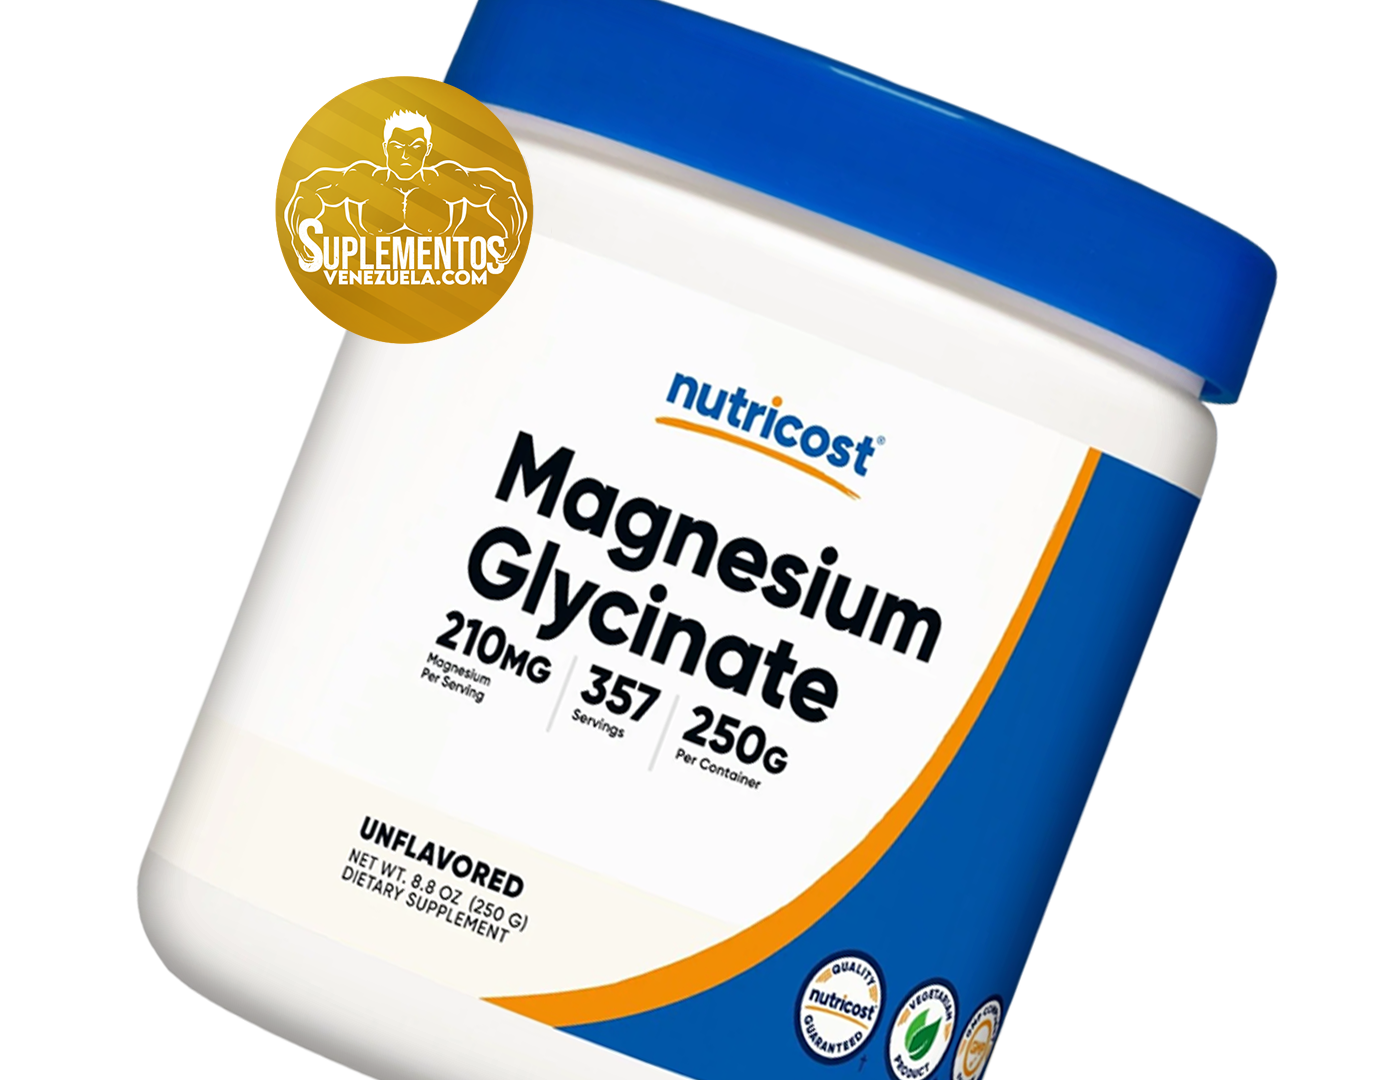 SUPLEMENTOS
VENEZUELA.COM
nutricost®
Magnesium
Glycinate
210MG
Magnesium
Per Serving
357
Servings
250G
Per Container
UNFLAVORED
NET WT. 8.8 OZ (250 G)
DIETARY SUPPLEMENT
QUALITY
nutricost
GUARANTEED
†
VEGETARIAN
PRODUCT